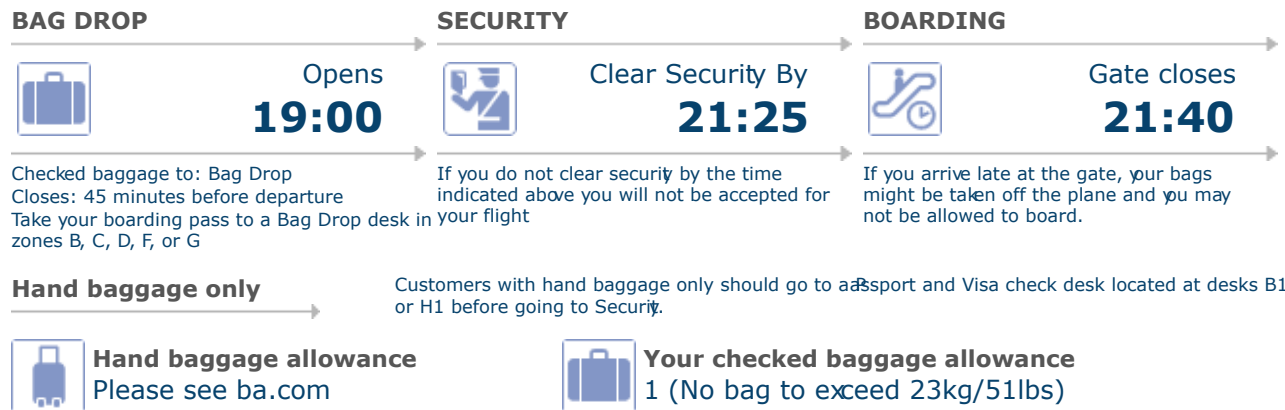 BAG DROP
SECURITY
BOARDING
Opens
19:00
Clear Security By
21:25
Gate closes
21:40
Checked baggage to: Bag Drop
Closes: 45 minutes before departure
Take your boarding pass to a Bag Drop desk in
zones B, C, D, F, or G
If you do not clear security by the time
indicated above you will not be accepted for
your flight
If you arrive late at the gate, your bags
might be taken off the plane and you may
not be allowed to board.
Hand baggage only
Customers with hand baggage only should go to a Passport and Visa check desk located at desks B1
or H1 before going to Security.
Hand baggage allowance
Please see ba.com
Your checked baggage allowance
1 (No bag to exceed 23kg/51lbs)